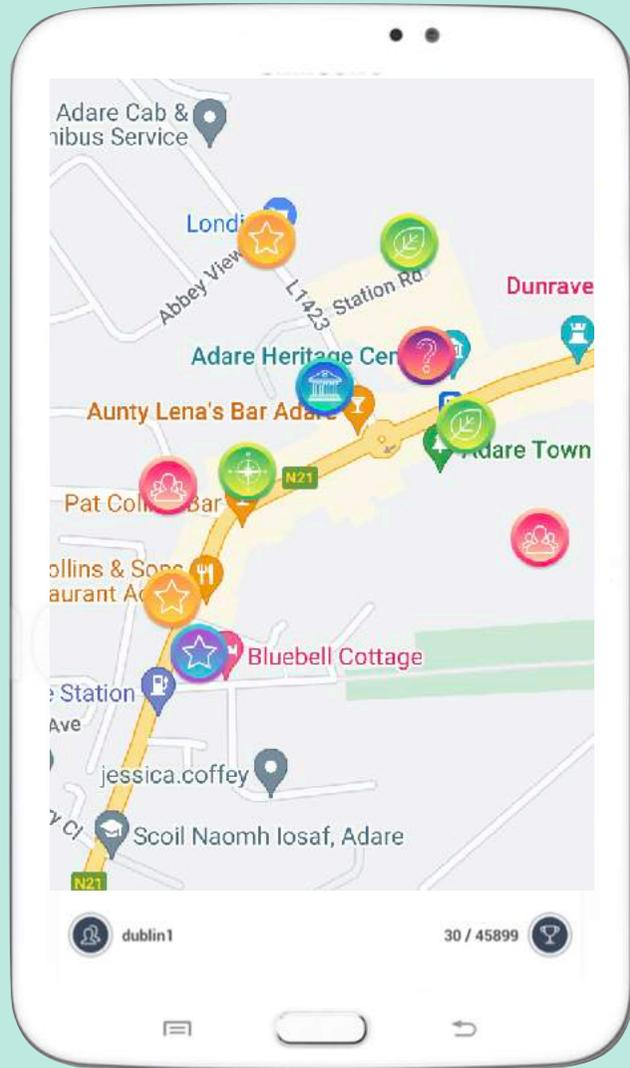 Adare Cab &
nibus Service
Londi
Abbey View
L1423
Station Rd
Dunrave
Adare Heritage Cen
Aunty Lena's Bar Adare
N21
Adare Town
Pat Collins Bar
ollins & Sons
aurant Ad
Bluebell Cottage
e Station
Ave
jessica.coffey
y Cl
Scoil Naomh Iosaf, Adare
N21
dublin1
30 / 45899